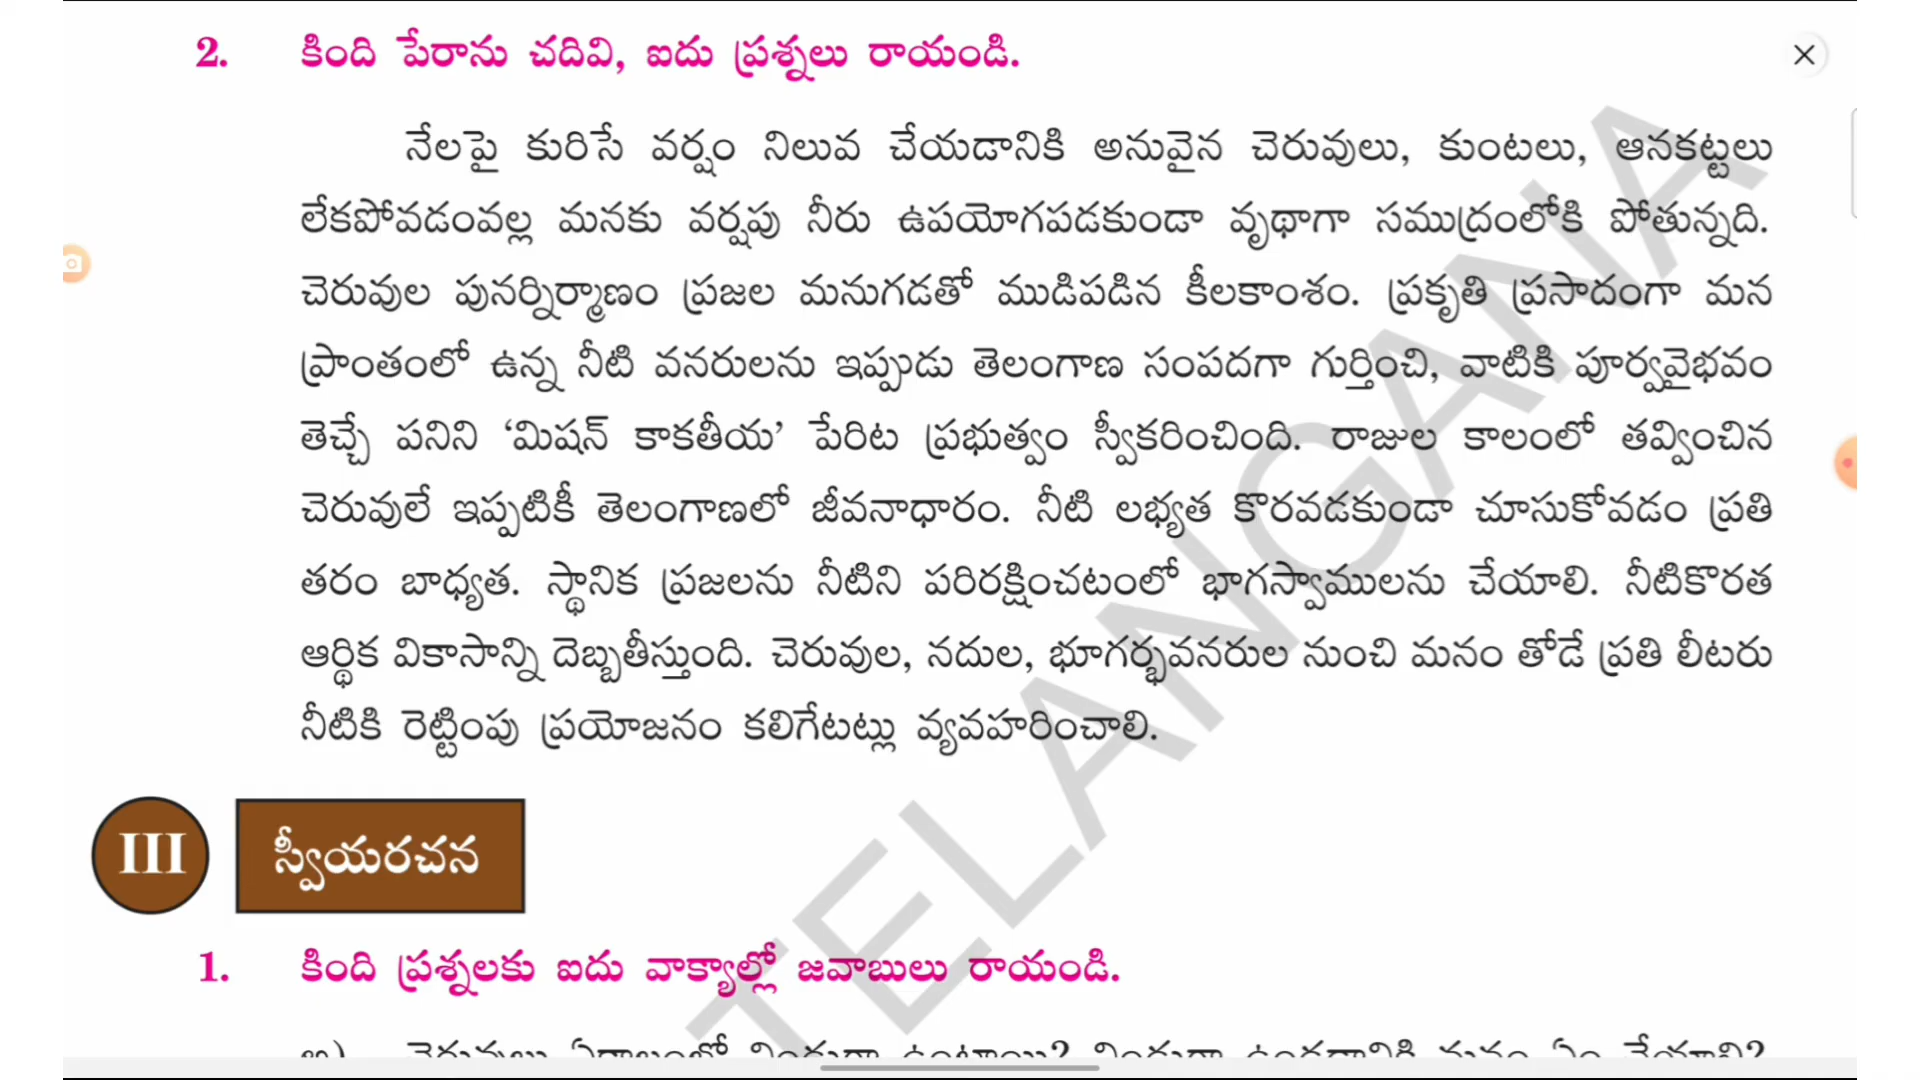 2. కింది పేరాను చదివి, ఐదు ప్రశ్నలు రాయండి.
నేలపై కురిసే వర్షం నిలువ చేయడానికి అనువైన చెరువులు, కుంటలు, ఆనకట్టలు
లేకపోవడంవల్ల మనకు వర్షపు నీరు ఉపయోగపడకుండా వృథాగా సముద్రంలోకి పోతున్నది.
చెరువుల పునర్నిర్మాణం ప్రజల మనుగడతో ముడిపడిన కీలకాంశం. ప్రకృతి ప్రసాదంగా మన
ప్రాంతంలో ఉన్న నీటి వనరులను ఇప్పుడు తెలంగాణ సంపదగా గుర్తించి, వాటికి పూర్వవైభవం
తెచ్చే పనిని ‘మిషన్ కాకతీయ’ పేరిట ప్రభుత్వం స్వీకరించింది. రాజుల కాలంలో తవ్వించిన
చెరువులే ఇప్పటికీ తెలంగాణలో జీవనాధారం. నీటి లభ్యత కొరవడకుండా చూసుకోవడం ప్రతి
తరం బాధ్యత. స్థానిక ప్రజలను నీటిని పరిరక్షించటంలో భాగస్వాములను చేయాలి. నీటికొరత
ఆర్థిక వికాసాన్ని దెబ్బతీస్తుంది. చెరువుల, నదుల, భూగర్భవనరుల నుంచి మనం తోడే ప్రతి లీటరు
నీటికి రెట్టింపు ప్రయోజనం కలిగేటట్లు వ్యవహరించాలి.
TELANGANA
III స్వీయరచన
1. కింది ప్రశ్నలకు ఐదు వాక్యాల్లో జవాబులు రాయండి.
అ) చెరువులు ఏకాలంలో నిండుగా ఉంటాయి? నిండుగా ఉండడానికి మనం ఏం చేయాలి?